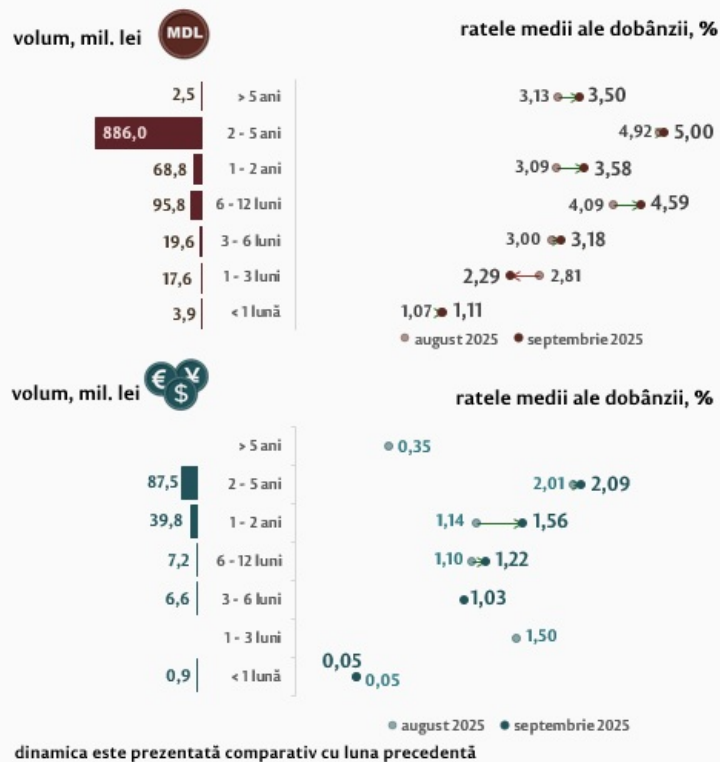 volum, mil. lei MDL ratele medii ale dobânzii, %
2,5 > 5 ani 3,13 3,50
886,0 2 - 5 ani 4,92 5,00
68,8 1 - 2 ani 3,09 3,58
95,8 6 - 12 luni 4,09 4,59
19,6 3 - 6 luni 3,00 3,18
17,6 1 - 3 luni 2,29 2,81
3,9 < 1 lună 1,07 1,11
august 2025 septembrie 2025
volum, mil. lei € ¥ $ ratele medii ale dobânzii, %
> 5 ani 0,35
87,5 2 - 5 ani 2,01 2,09
39,8 1 - 2 ani 1,14 1,56
7,2 6 - 12 luni 1,10 1,22
6,6 3 - 6 luni 1,03
1 - 3 luni 1,50
0,9 < 1 lună 0,05 0,05
august 2025 septembrie 2025
dinamica este prezentată comparativ cu luna precedentă